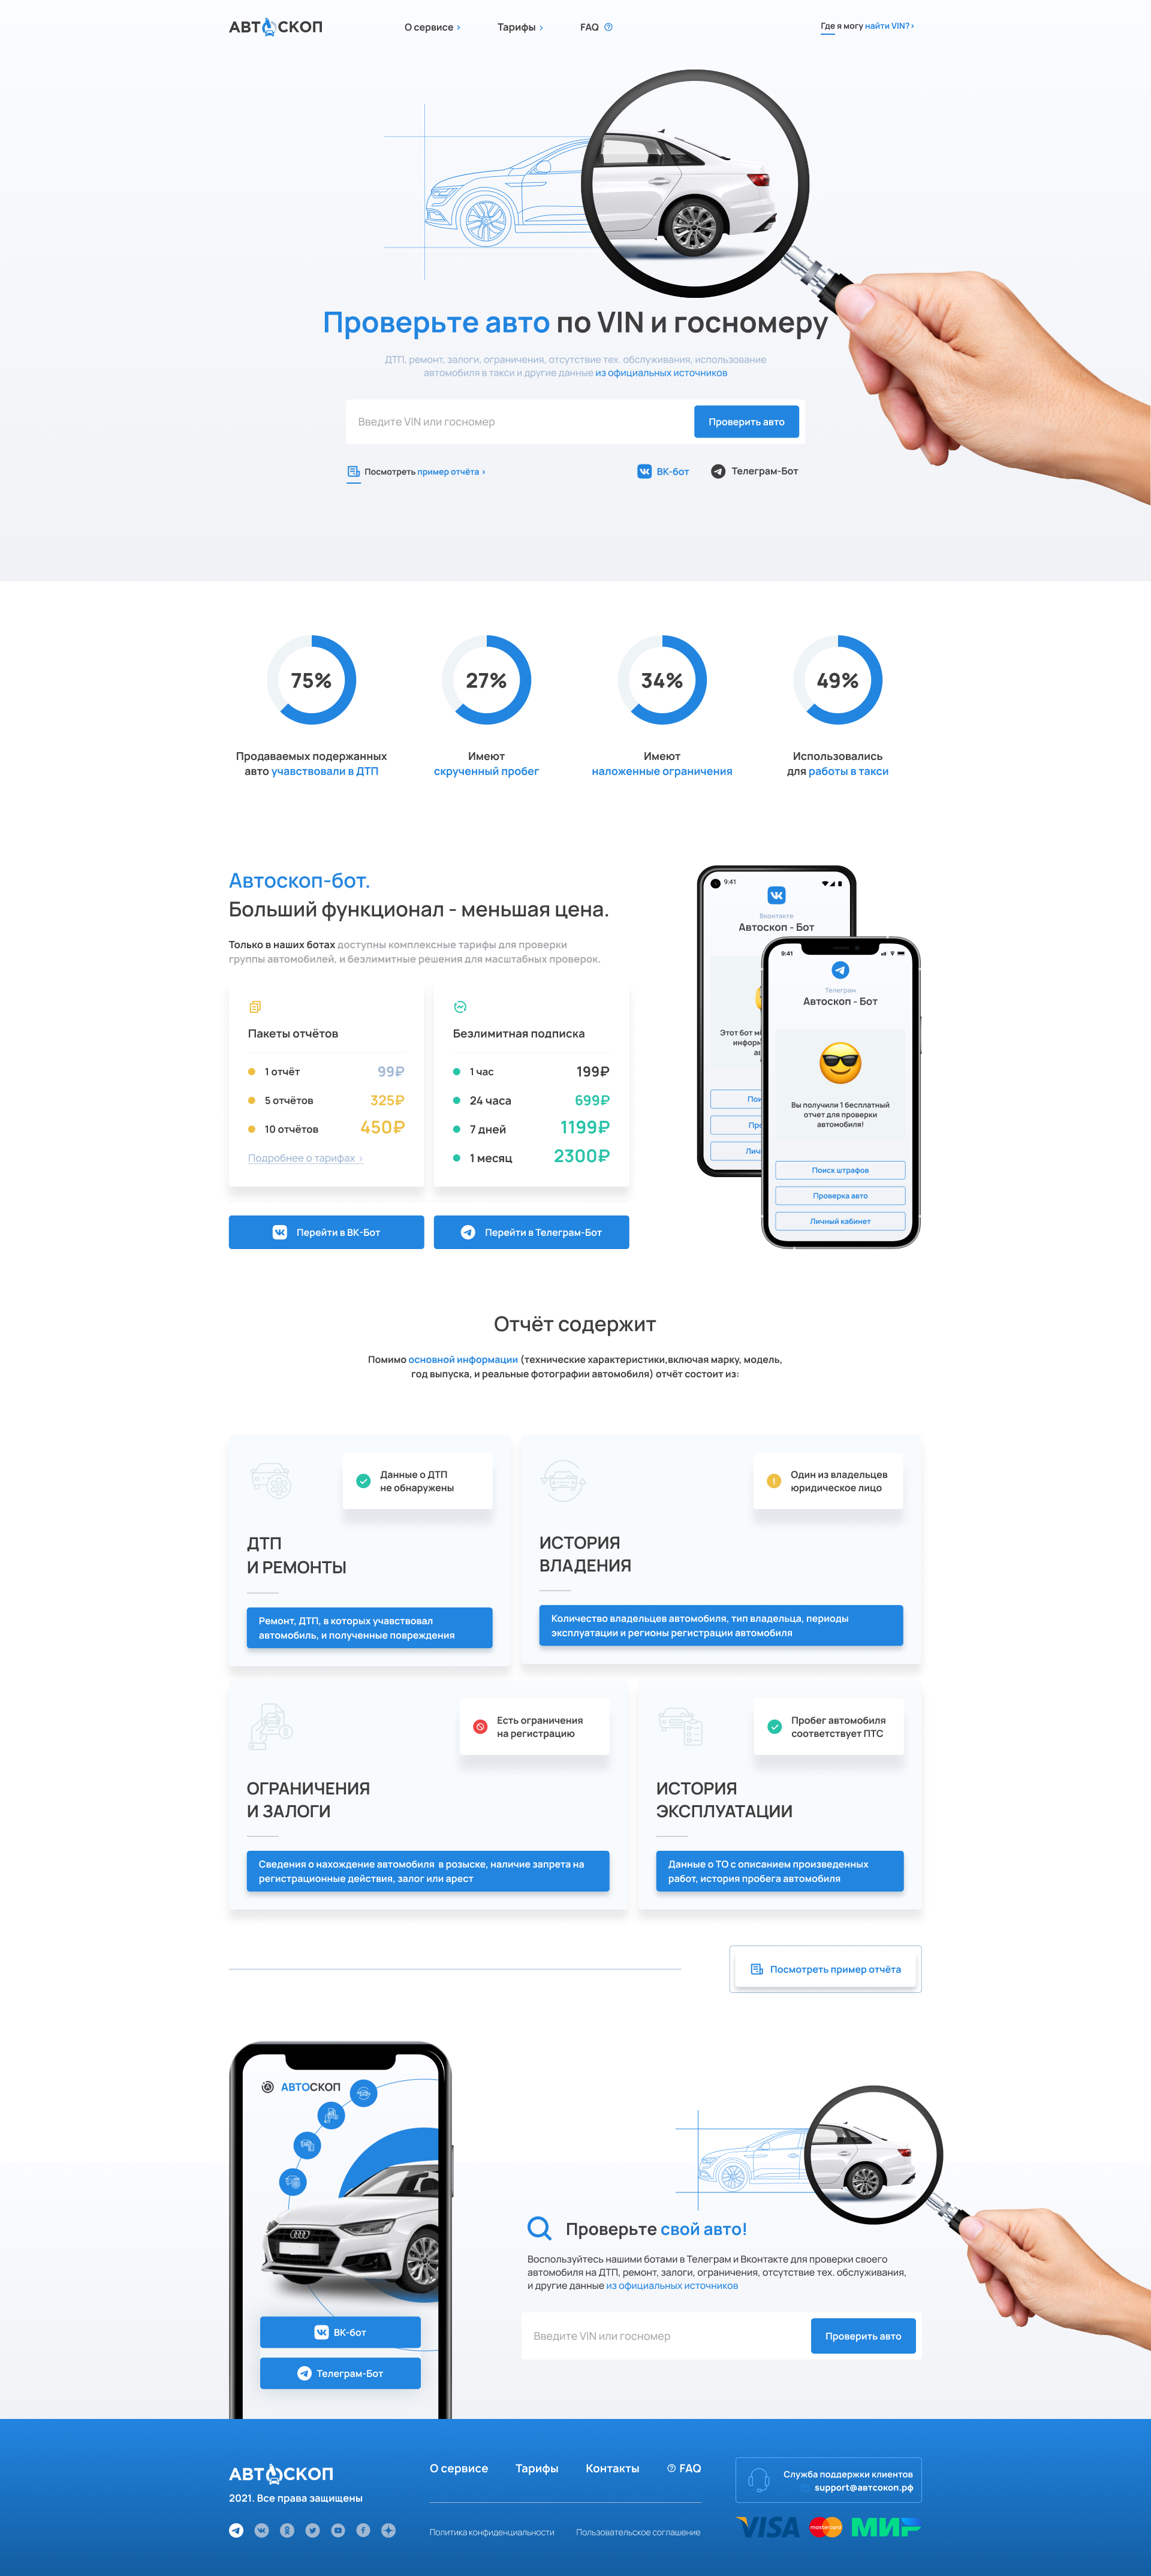 АВТОСКОП
О сервисе ›
Тарифы ›
FAQ
Где я могу найти VIN? ›
Проверьте авто по VIN и госномеру
ДТП, ремонт, залоги, ограничения, отсутствие тех. обслуживания, использование
автомобиля в такси и другие данные из официальных источников
Введите VIN или госномер
Проверить авто
Посмотреть пример отчёта ›
ВК-бот
Телеграм-Бот
75%
27%
34%
49%
Продаваемых подержанных
авто учавствовали в ДТП
Имеют
скрученный пробег
Имеют
наложенные ограничения
Использовались
для работы в такси
Автоскоп-бот.
Больший функционал - меньшая цена.
Только в наших ботах доступны комплексные тарифы для проверки
группы автомобилей, и безлимитные решения для масштабных проверок.
Пакеты отчётов
1 отчёт 99₽
5 отчётов 325₽
10 отчётов 450₽
Подробнее о тарифах ›
Безлимитная подписка
1 час 199₽
24 часа 699₽
7 дней 1199₽
1 месяц 2300₽
Перейти в ВК-Бот
Перейти в Телеграм-Бот
9:41
Вконтакте
Автоскоп - Бот
Этот бот
9:41
Телеграм
Автоскоп - Бот
Вы получили 1 бесплатный
отчет для проверки
автомобиля!
Поиск штрафов
Проверка авто
Личный кабинет
Отчёт содержит
Помимо основной информации (технические характеристики,включая марку, модель,
год выпуска, и реальные фотографии автомобиля) отчёт состоит из:
Данные о ДТП
не обнаружены
ДТП
И РЕМОНТЫ
Ремонт, ДТП, в которых учавствовал
автомобиль, и полученные повреждения
Один из владельцев
юридическое лицо
ИСТОРИЯ
ВЛАДЕНИЯ
Количество владельцев автомобиля, тип владельца, периоды
эксплуатации и регионы регистрации автомобиля
Есть ограничения
на регистрацию
ОГРАНИЧЕНИЯ
И ЗАЛОГИ
Сведения о нахождение автомобиля в розыске, наличие запрета на
регистрационные действия, залог или арест
Пробег автомобиля
соответствует ПТС
ИСТОРИЯ
ЭКСПЛУАТАЦИИ
Данные о ТО с описанием произведенных
работ, история пробега автомобиля
Посмотреть пример отчёта
АВТОСКОП
ВК-бот
Телеграм-Бот
Проверьте свой авто!
Воспользуйтесь нашими ботами в Телеграм и Вконтакте для проверки своего
автомобиля на ДТП, ремонт, залоги, ограничения, отсутствие тех. обслуживания,
и другие данные из официальных источников
Введите VIN или госномер
Проверить авто
АВТОСКОП
2021. Все права защищены
О сервисе
Тарифы
Контакты
FAQ
Политика конфиденциальности
Пользовательское соглашение
Служба поддержки клиентов
support@автсокоп.рф
VISA
mastercard
МИР